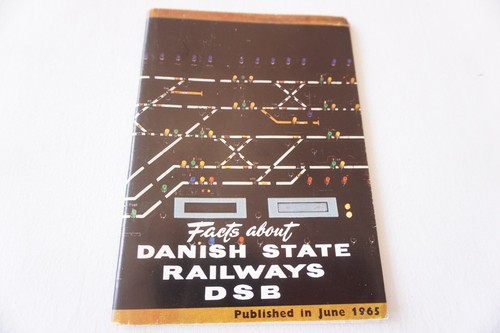 Facts about
DANISH STATE
RAILWAYS
DSB
Published in June 1965